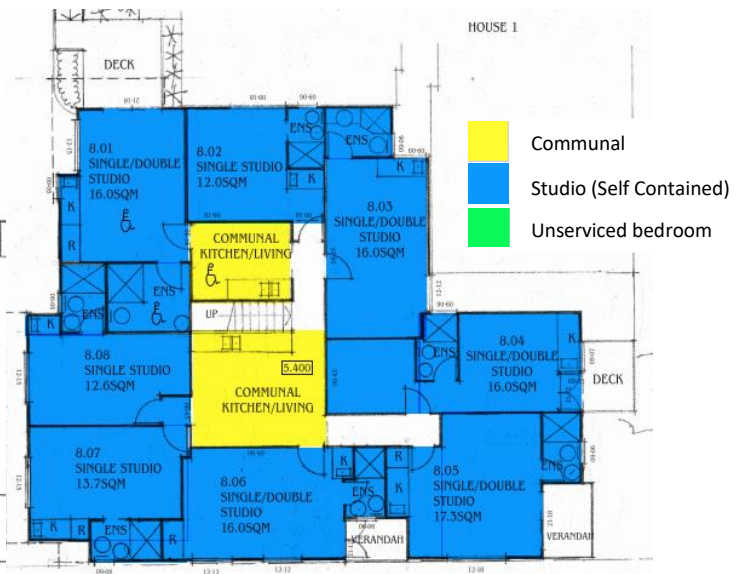 HOUSE 1
DECK
8.01
SINGLE/DOUBLE
STUDIO
16.0SQM
K
R
8.02
SINGLE STUDIO
12.0SQM
ENS
K
ENS
K
8.03
SINGLE/DOUBLE
STUDIO
16.0SQM
Communal
Studio (Self Contained)
Unserviced bedroom
COMMUNAL
KITCHEN/LIVING
ENS
ENS
K
UP
8.08
SINGLE STUDIO
12.6SQM
5.400
COMMUNAL
KITCHEN/LIVING
8.04
SINGLE/DOUBLE
STUDIO
16.0SQM
ENS
K
DECK
8.07
SINGLE STUDIO
13.7SQM
K
R
ENS
R
8.06
SINGLE/DOUBLE
STUDIO
16.0SQM
K
ENS
VERANDAH
R
K
8.05
SINGLE/DOUBLE
STUDIO
17.3SQM
ENS
VERANDAH